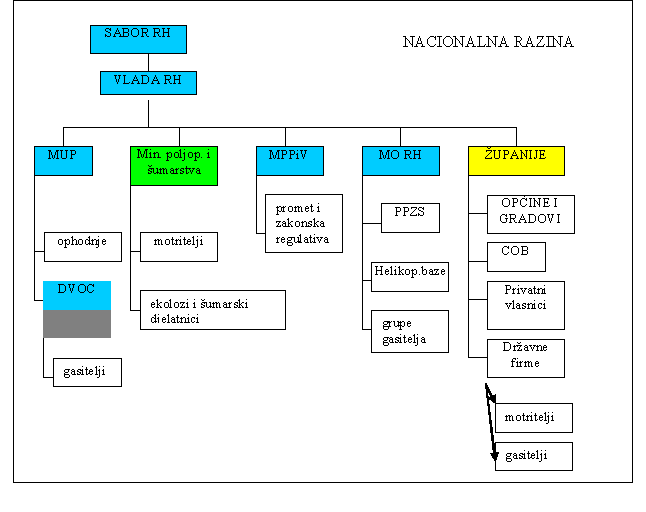 SABOR RH
NACIONALNA RAZINA
VLADA RH
MUP
Min. poljop. i
šumarstva
MPPiV
MO RH
ŽUPANIJE
ophodnje
DVOC
gasitelji
motritelji
ekolozi i šumarski
djelatnici
promet i
zakonska
regulativa
PPZS
Helikop.baze
grupe
gasitelja
OPĆINE I
GRADOVI
COB
Privatni
vlasnici
Državne
firme
motritelji
gasitelji